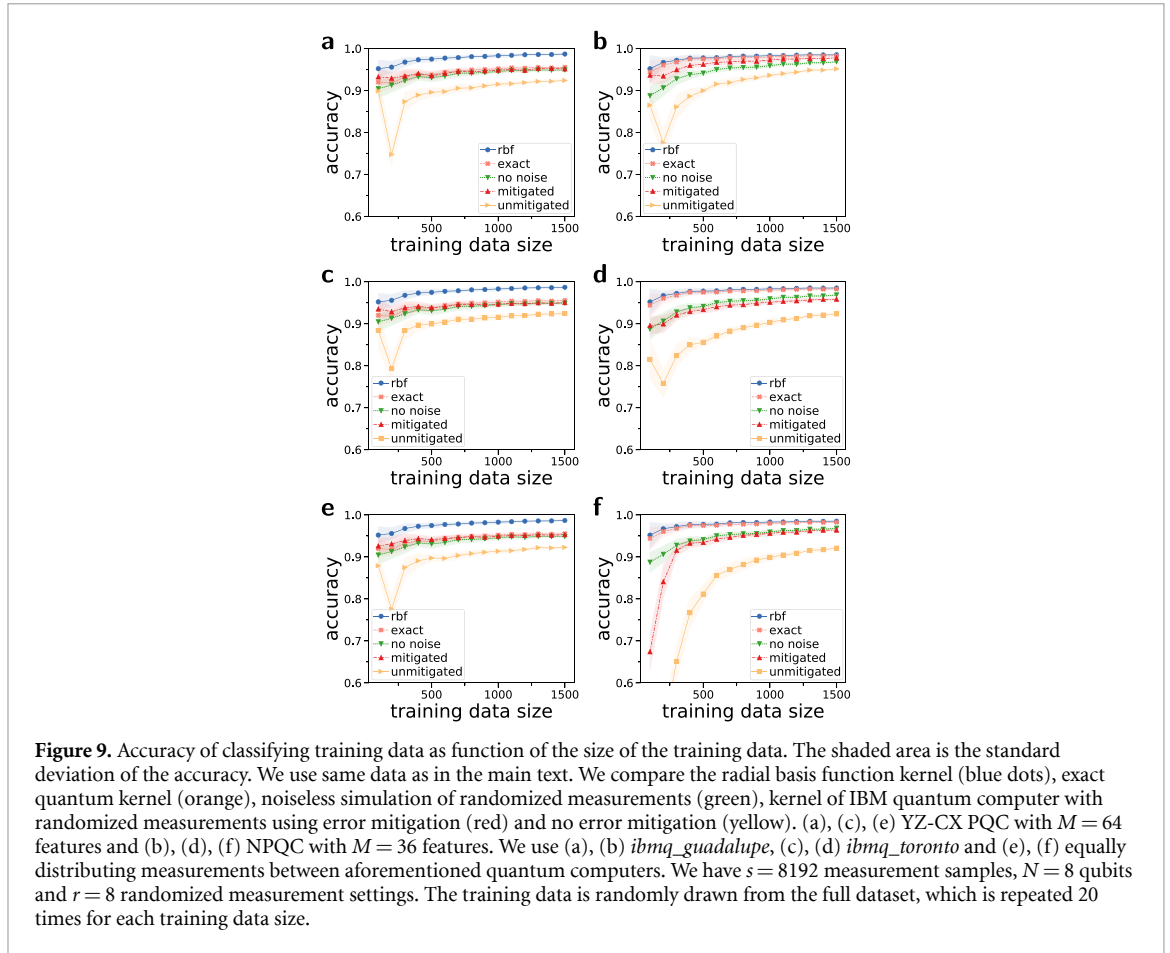 a
1.0
0.9
0.8
0.7
0.6
accuracy
rbf
exact
no noise
mitigated
unmitigated
500
1000
1500
training data size
b
1.0
0.9
0.8
0.7
0.6
accuracy
rbf
exact
no noise
mitigated
unmitigated
500
1000
1500
training data size
c
1.0
0.9
0.8
0.7
0.6
accuracy
rbf
exact
no noise
mitigated
unmitigated
500
1000
1500
training data size
d
1.0
0.9
0.8
0.7
0.6
accuracy
rbf
exact
no noise
mitigated
unmitigated
500
1000
1500
training data size
e
1.0
0.9
0.8
0.7
0.6
accuracy
rbf
exact
no noise
mitigated
unmitigated
500
1000
1500
training data size
f
1.0
0.9
0.8
0.7
0.6
accuracy
rbf
exact
no noise
mitigated
unmitigated
500
1000
1500
training data size
Figure 9. Accuracy of classifying training data as function of the size of the training data. The shaded area is the standard
deviation of the accuracy. We use same data as in the main text. We compare the radial basis function kernel (blue dots), exact
quantum kernel (orange), noiseless simulation of randomized measurements (green), kernel of IBM quantum computer with
randomized measurements using error mitigation (red) and no error mitigation (yellow). (a), (c), (e) YZ-CX PQC with M = 64
features and (b), (d), (f) NPQC with M = 36 features. We use (a), (b) ibmq_guadalupe, (c), (d) ibmq_toronto and (e), (f) equally
distributing measurements between aforementioned quantum computers. We have s = 8192 measurement samples, N = 8 qubits
and r = 8 randomized measurement settings. The training data is randomly drawn from the full dataset, which is repeated 20
times for each training data size.